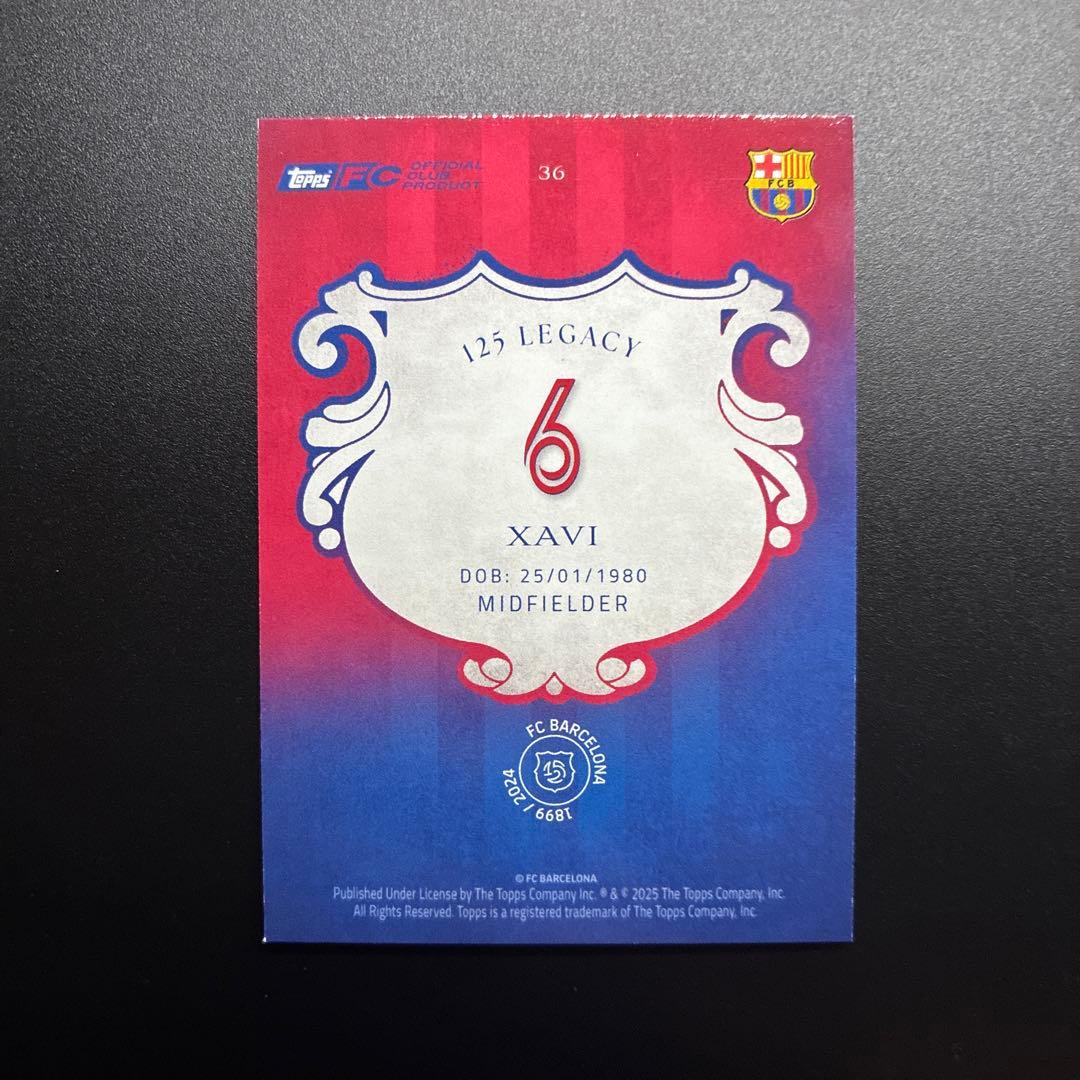 topps FC OFFICIAL
CLUB
PRODUCT
36
FCB
125 LEGACY
6
XAVI
DOB: 25/01/1980
MIDFIELDER
FC BARCELONA
125
1899 / 2024
© FC BARCELONA
Published Under License by The Topps Company Inc. ® & © 2025 The Topps Company, Inc.
All Rights Reserved. Topps is a registered trademark of The Topps Company, Inc.